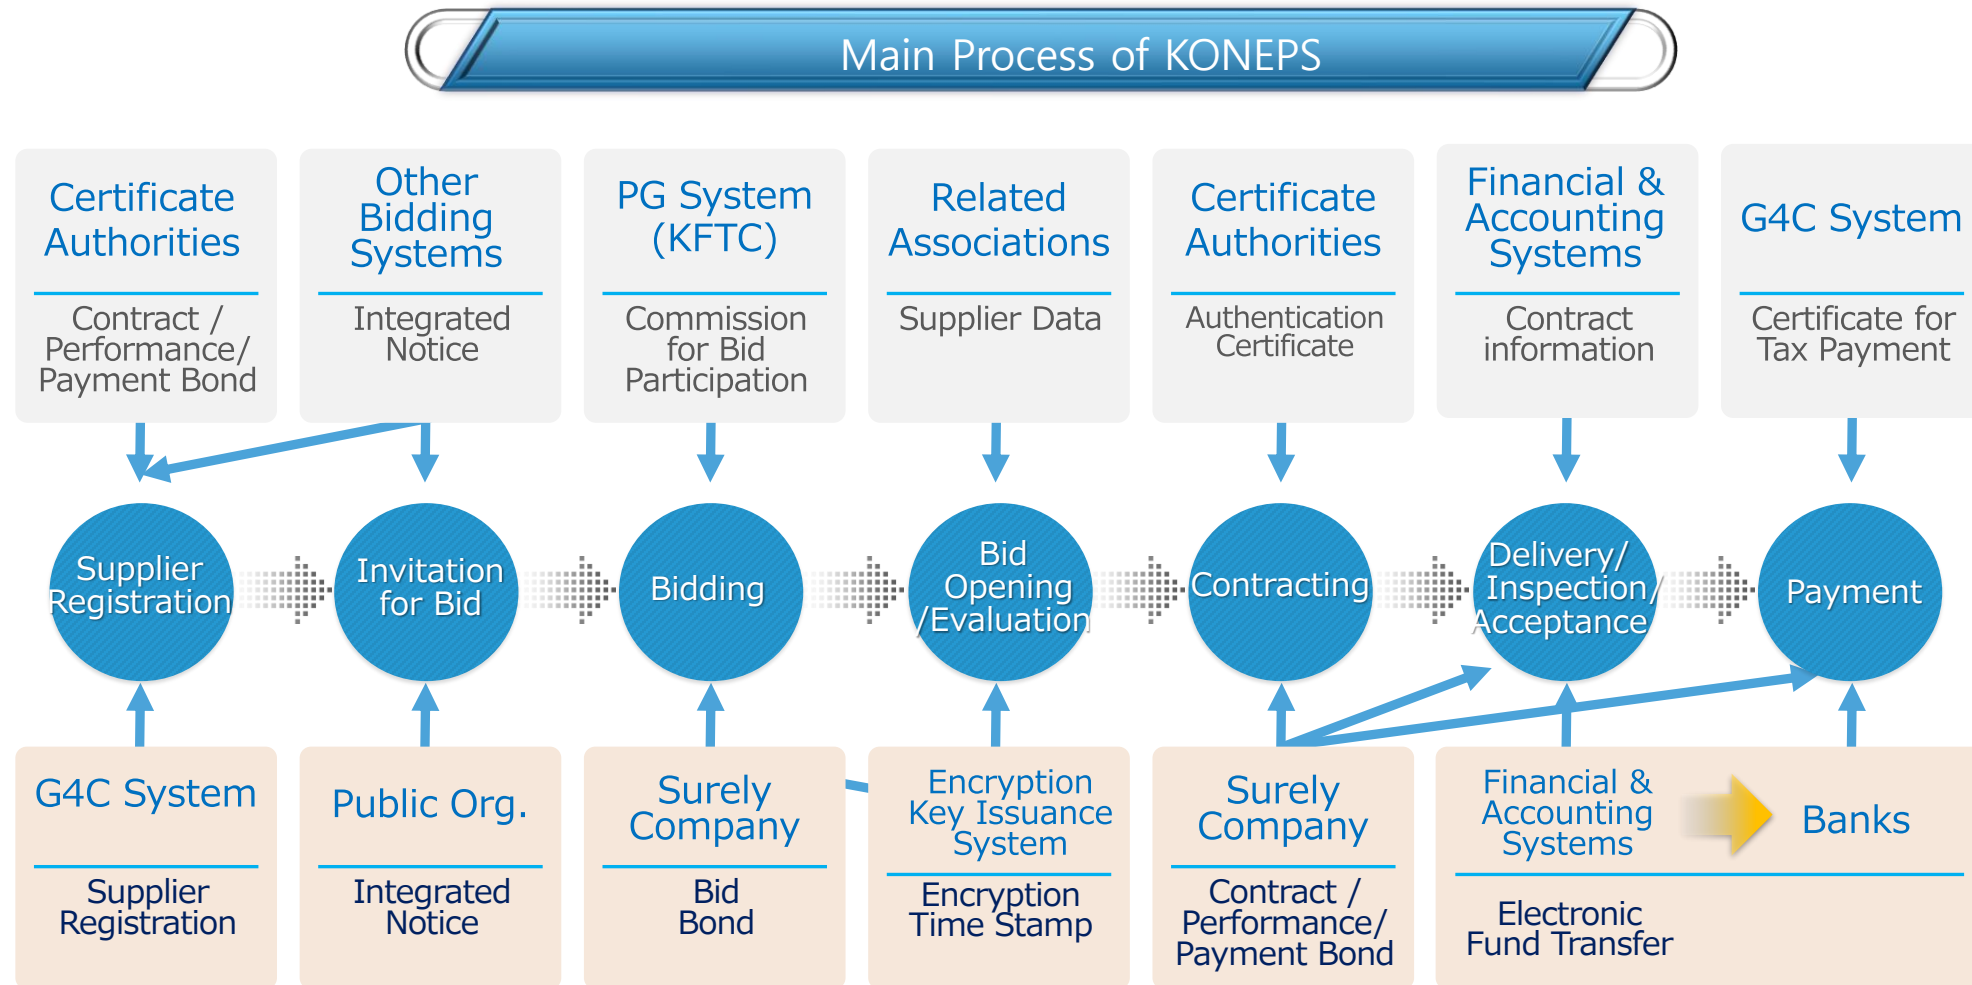 Main Process of KONEPS
Certificate
Authorities
Contract /
Performance/
Payment Bond
Other
Bidding
Systems
Integrated
Notice
PG System
(KFTC)
Commission
for Bid
Participation
Related
Associations
Supplier Data
Certificate
Authorities
Authentication
Certificate
Financial &
Accounting
Systems
Contract
information
G4C System
Certificate for
Tax Payment
Supplier
Registration
Invitation
for Bid
Bidding
Bid
Opening
/Evaluation
Contracting
Delivery/
Inspection/
Acceptance
Payment
G4C System
Supplier
Registration
Public Org.
Integrated
Notice
Surely
Company
Bid
Bond
Encryption
Key Issuance
System
Encryption
Time Stamp
Surely
Company
Contract /
Performance/
Payment Bond
Financial &
Accounting
Systems
Banks
Electronic
Fund Transfer